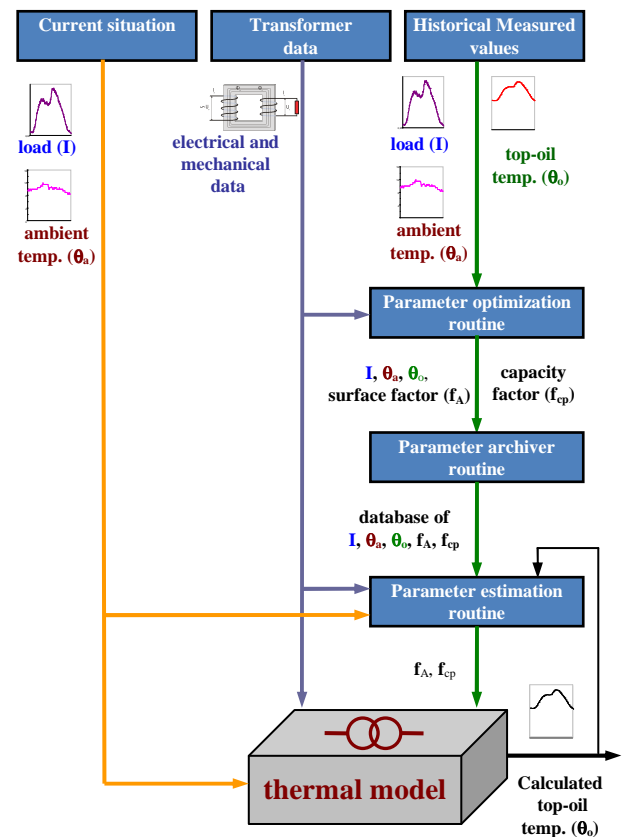 Current situation
Transformer
data
Historical Measured
values
load (I)
ambient
temp. (θa)
electrical and
mechanical
data
load (I)
ambient
temp. (θa)
top-oil
temp. (θo)
Parameter optimization
routine
I, θa, θo,
surface factor (fA)
capacity
factor (fcp)
Parameter archiver
routine
database of
I, θa, θo, fA, fcp
Parameter estimation
routine
fA, fcp
thermal model
Calculated
top-oil
temp. (θo)